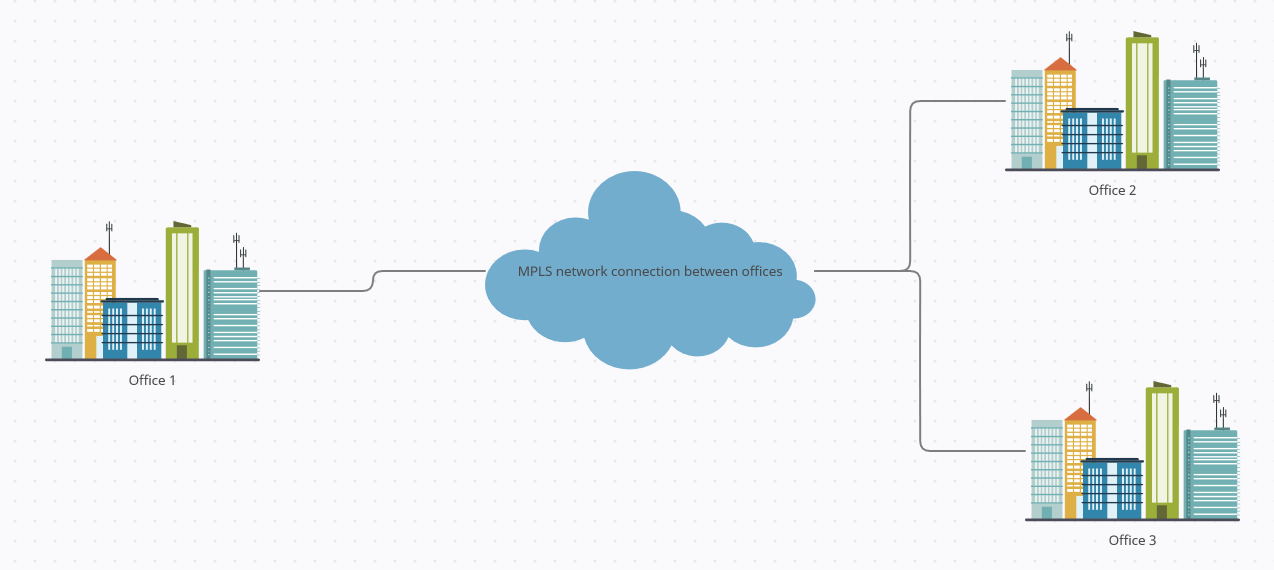 Office 2
MPLS network connection between offices
Office 1
Office 3